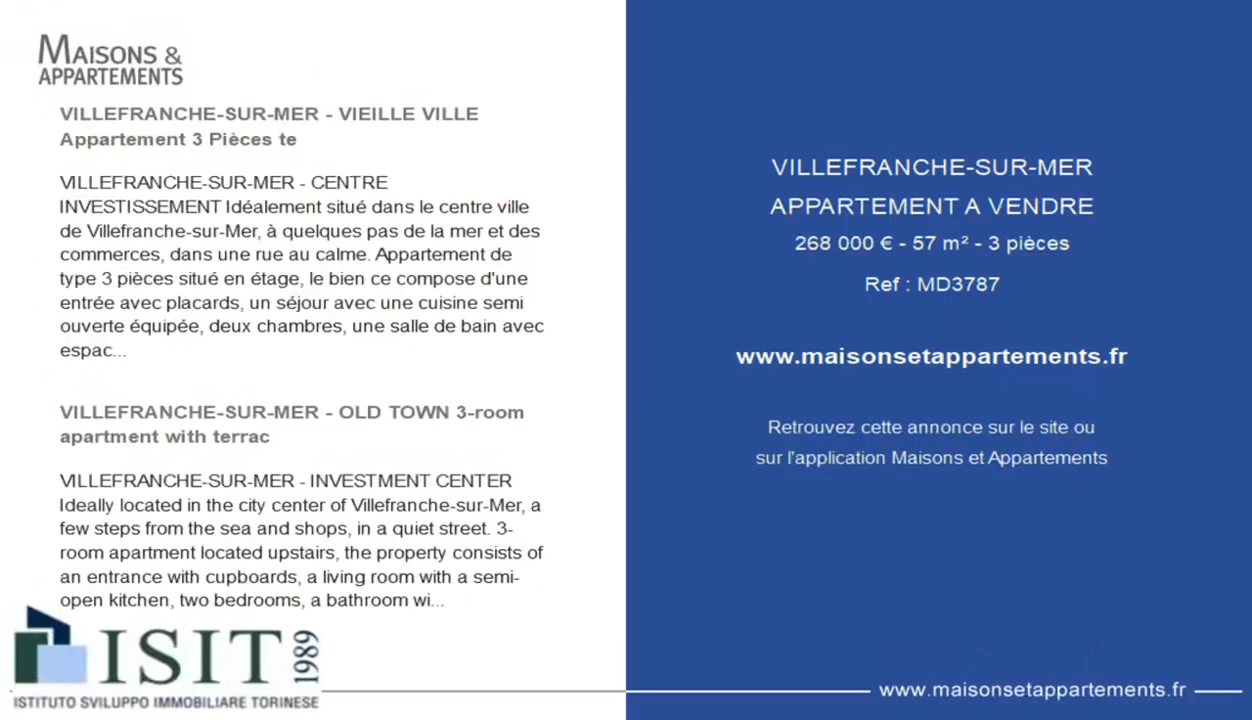 MAISONS &
APPARTEMENTS
VILLEFRANCHE-SUR-MER - VIEILLE VILLE
Appartement 3 Pièces te
VILLEFRANCHE-SUR-MER - CENTRE
INVESTISSEMENT Idéalement situé dans le centre ville
de Villefranche-sur-Mer, à quelques pas de la mer et des
commerces, dans une rue au calme. Appartement de
type 3 pièces situé en étage, le bien ce compose d'une
entrée avec placards, un séjour avec une cuisine semi
ouverte équipée, deux chambres, une salle de bain avec
espac...
VILLEFRANCHE-SUR-MER - OLD TOWN 3-room
apartment with terrac
VILLEFRANCHE-SUR-MER - INVESTMENT CENTER
Ideally located in the city center of Villefranche-sur-Mer, a
few steps from the sea and shops, in a quiet street. 3-
room apartment located upstairs, the property consists of
an entrance with cupboards, a living room with a semi-
open kitchen, two bedrooms, a bathroom wi...
ISIT 1989
ISTITUTO SVILUPPO IMMOBILIARE TORINESE
VILLEFRANCHE-SUR-MER
APPARTEMENT A VENDRE
268 000 € - 57 m² - 3 pièces
Ref : MD3787
www.maisonsetappartements.fr
Retrouvez cette annonce sur le site ou
sur l'application Maisons et Appartements
www.maisonsetappartements.fr